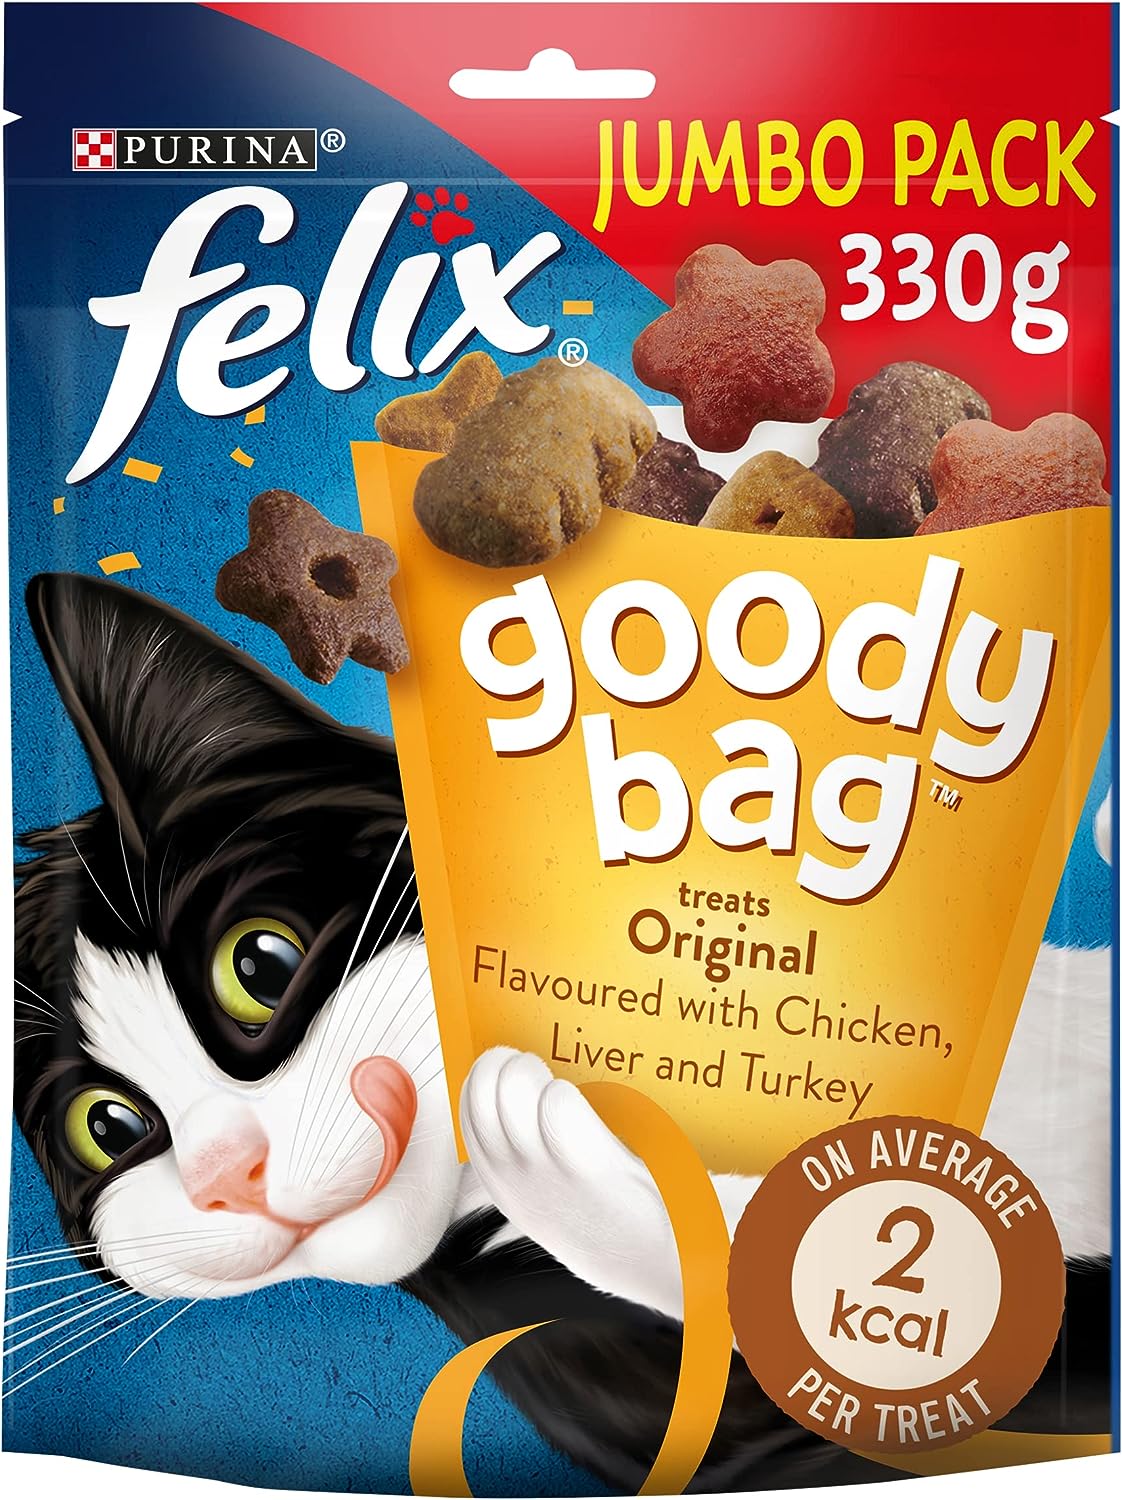 PURINA®
felix®
JUMBO PACK
330g
goody
bag™
treats
Original
Flavoured with Chicken,
Liver and Turkey
ON AVERAGE
2
kcal
PER TREAT